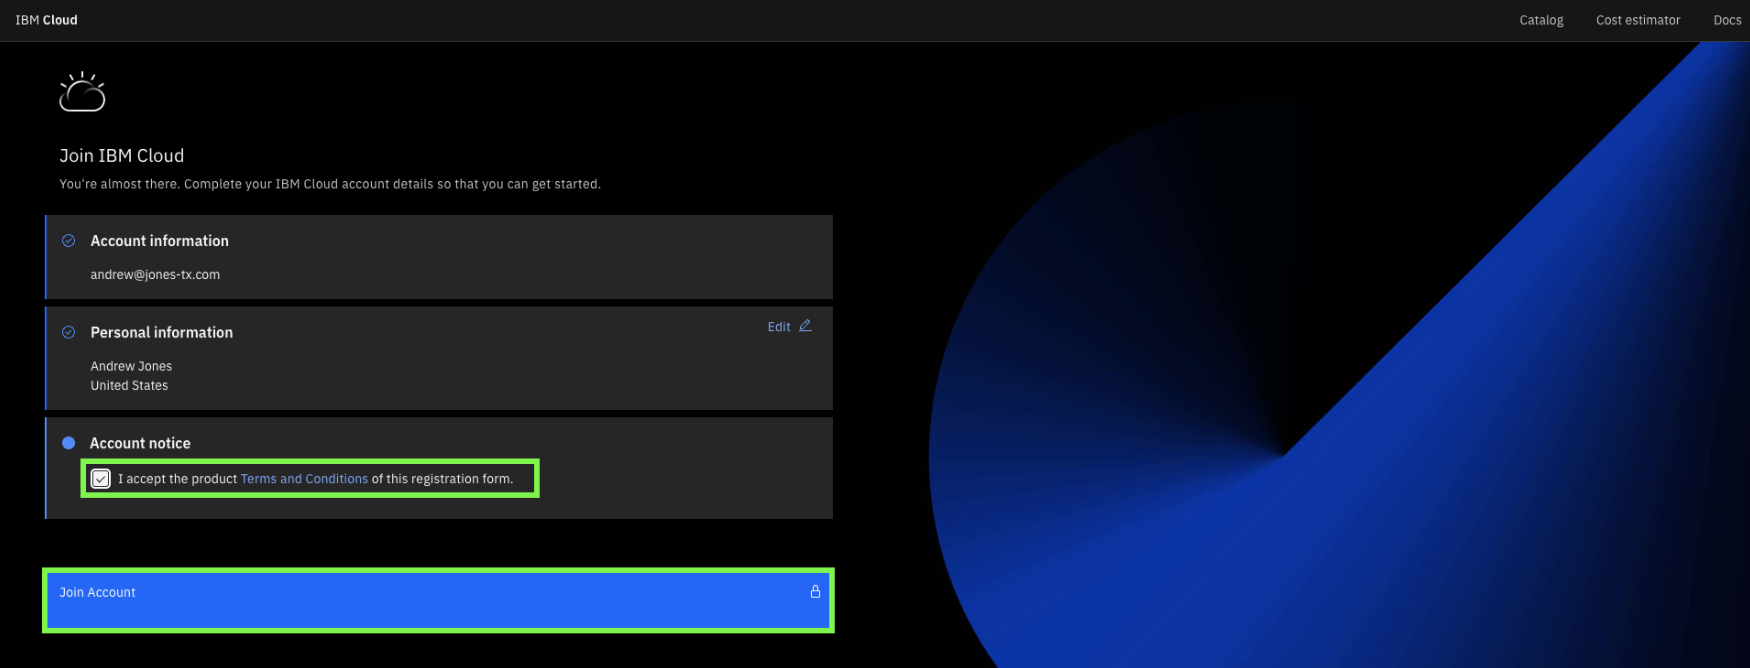 IBM Cloud
Catalog
Cost estimator
Docs
Join IBM Cloud
You're almost there. Complete your IBM Cloud account details so that you can get started.
Account information
andrew@jones-tx.com
Personal information
Edit
Andrew Jones
United States
Account notice
I accept the product Terms and Conditions of this registration form.
Join Account